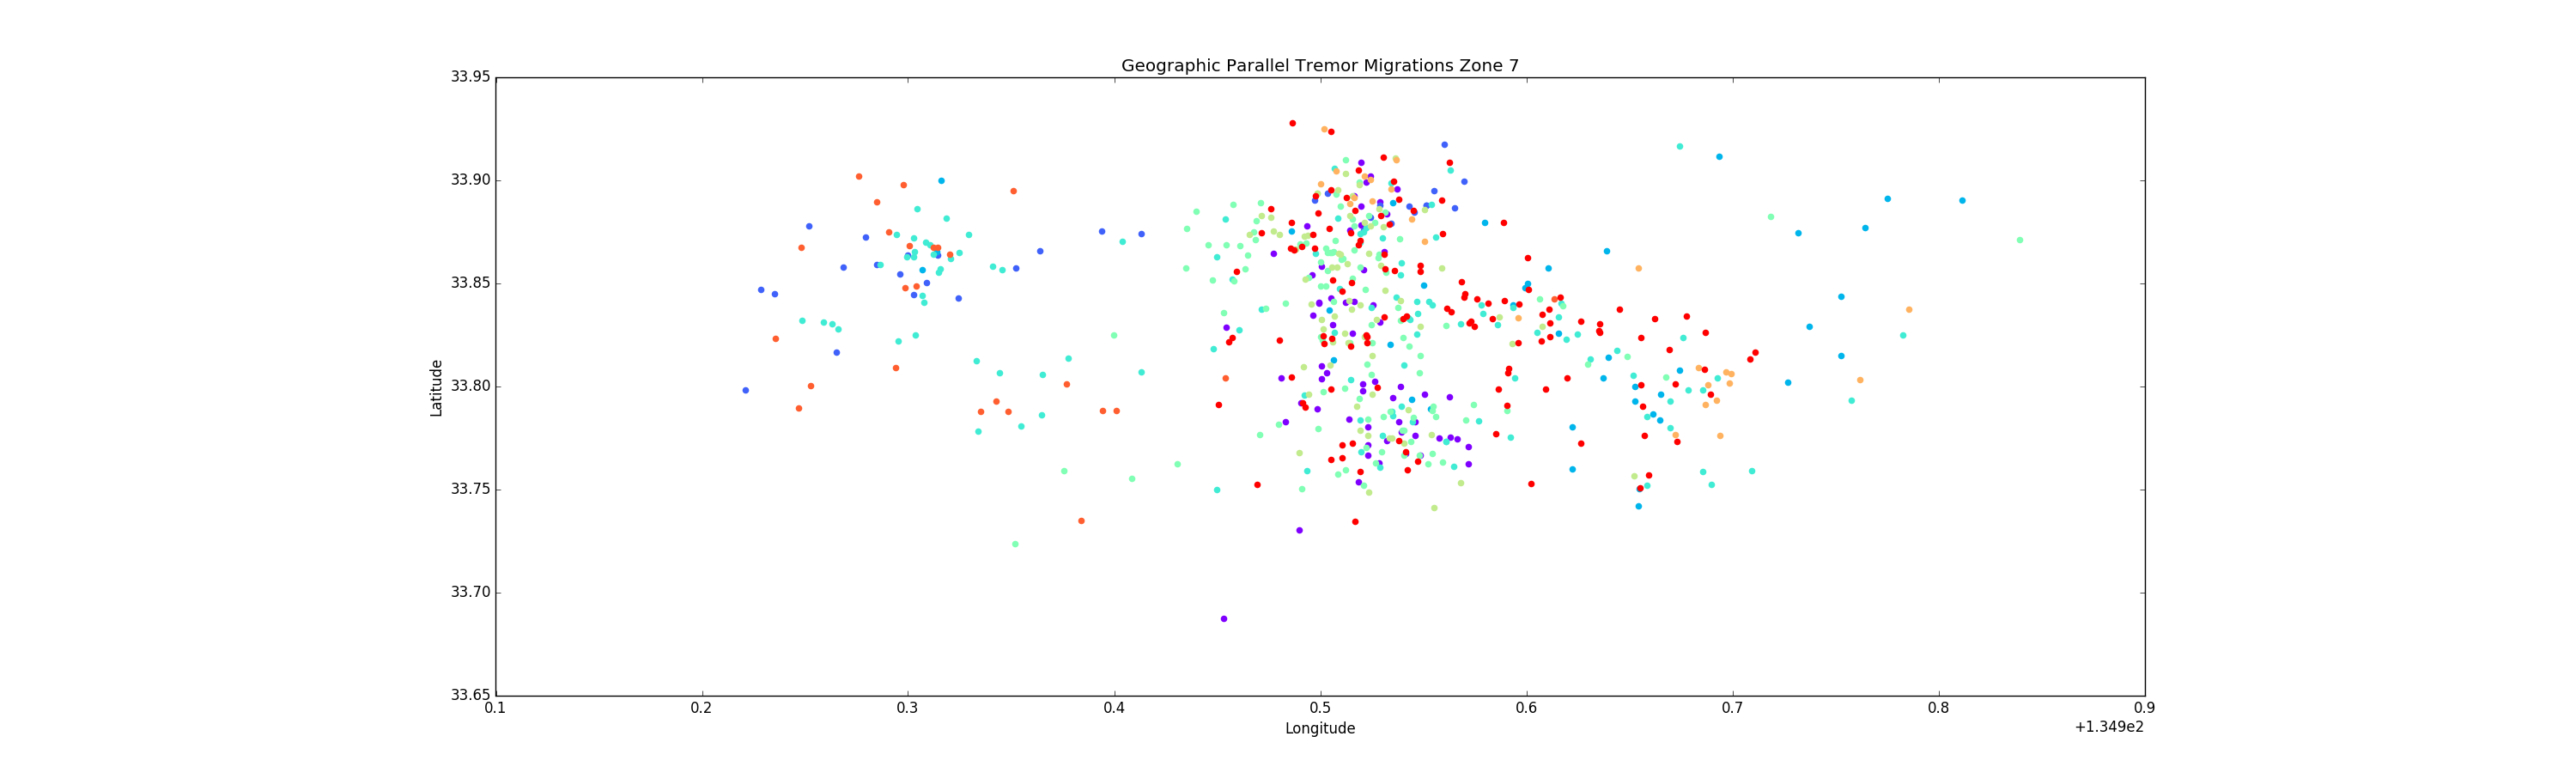 Geographic Parallel Tremor Migrations Zone 7
33.95
33.90
33.85
33.80
33.75
33.70
33.65
Latitude
0.1 0.2 0.3 0.4 0.5 0.6 0.7 0.8 0.9
Longitude
+1.349e2